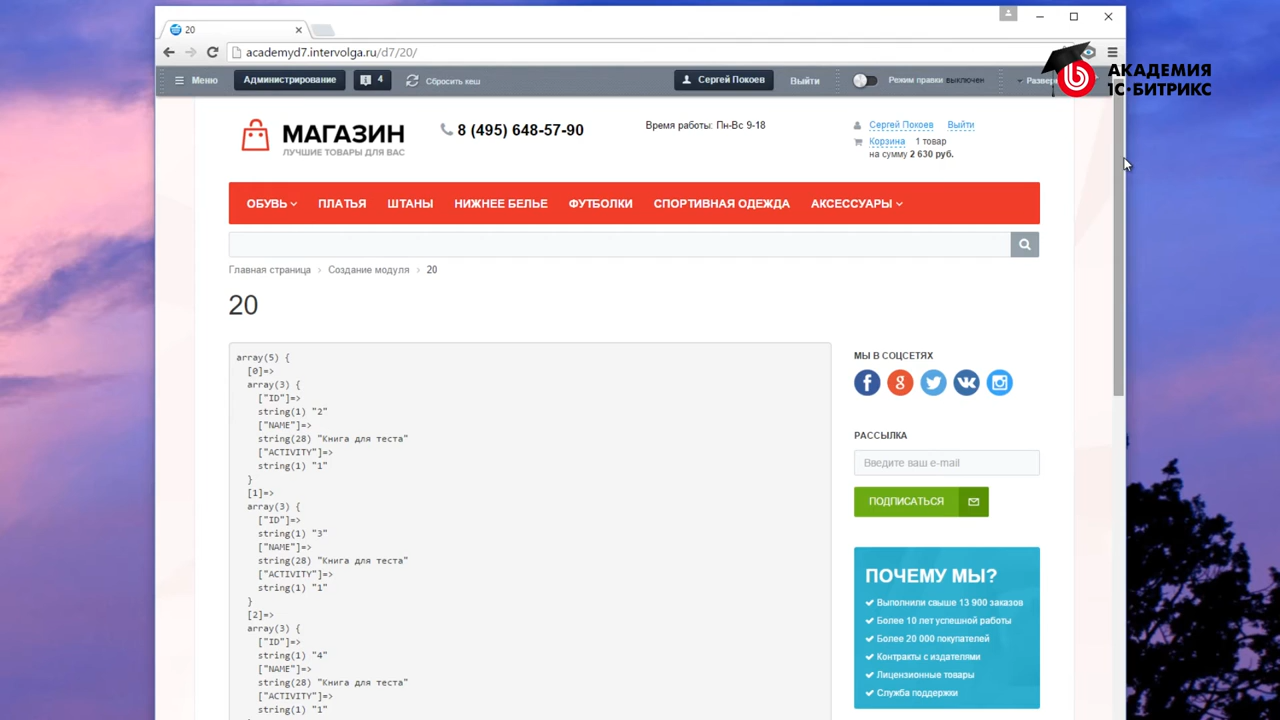 20
academyd7.intervolga.ru/d7/20/
Меню
Администрирование
4
Сбросить кеш
Сергей Покоев
Выйти
Режим правки выключен
АКАДЕМИЯ
1С·БИТРИКС
МАГАЗИН
ЛУЧШИЕ ТОВАРЫ ДЛЯ ВАС
8 (495) 648-57-90
Время работы: Пн-Вс 9-18
Сергей Покоев Выйти
Корзина 1 товар
на сумму 2 630 руб.
ОБУВЬ ПЛАТЬЯ ШТАНЫ НИЖНЕЕ БЕЛЬЕ ФУТБОЛКИ СПОРТИВНАЯ ОДЕЖДА АКСЕССУАРЫ
Главная страница › Создание модуля › 20
20
array(5) {
[0]=>
array(3) {
["ID"]=>
string(1) "2"
["NAME"]=>
string(28) "Книга для теста"
["ACTIVITY"]=>
string(1) "1"
}
[1]=>
array(3) {
["ID"]=>
string(1) "3"
["NAME"]=>
string(28) "Книга для теста"
["ACTIVITY"]=>
string(1) "1"
}
[2]=>
array(3) {
["ID"]=>
string(1) "4"
["NAME"]=>
string(28) "Книга для теста"
["ACTIVITY"]=>
string(1) "1"
МЫ В СОЦСЕТЯХ
РАССЫЛКА
Введите ваш e-mail
ПОДПИСАТЬСЯ
ПОЧЕМУ МЫ?
Выполнили свыше 13 900 заказов
Более 10 лет успешной работы
Более 20 000 покупателей
Контракты с издателями
Лицензионные товары
Служба поддержки